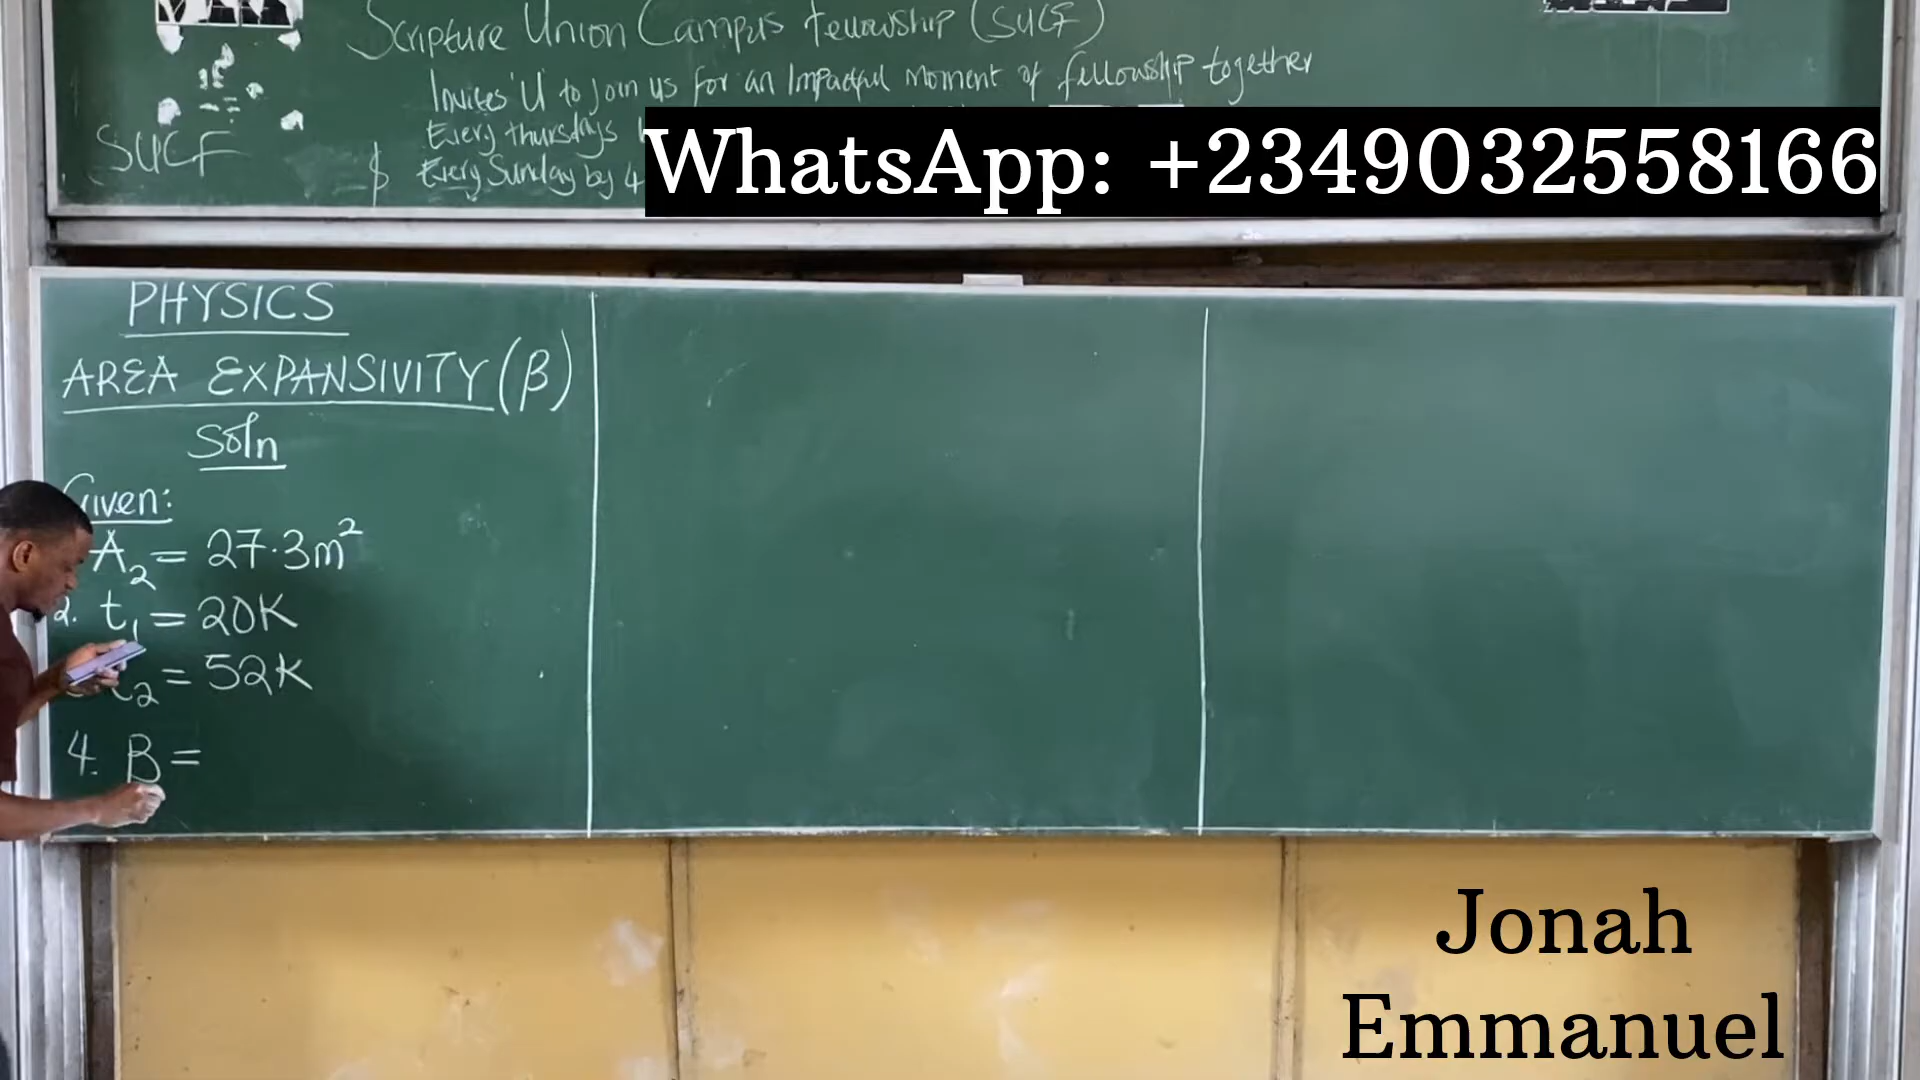 Scripture Union Campus fellowship (SUCF)
Invites 'U' to Join us for an Impactful moment of fellowship together
Every thursdays
SUCF
& Every Sunday by 4
WhatsApp: +2349032558166
PHYSICS
AREA EXPANSIVITY (β)
Soln
Given:
A₂ = 27.3m²
2. t₁ = 20K
t₂ = 52K
4. β =
Jonah
Emmanuel